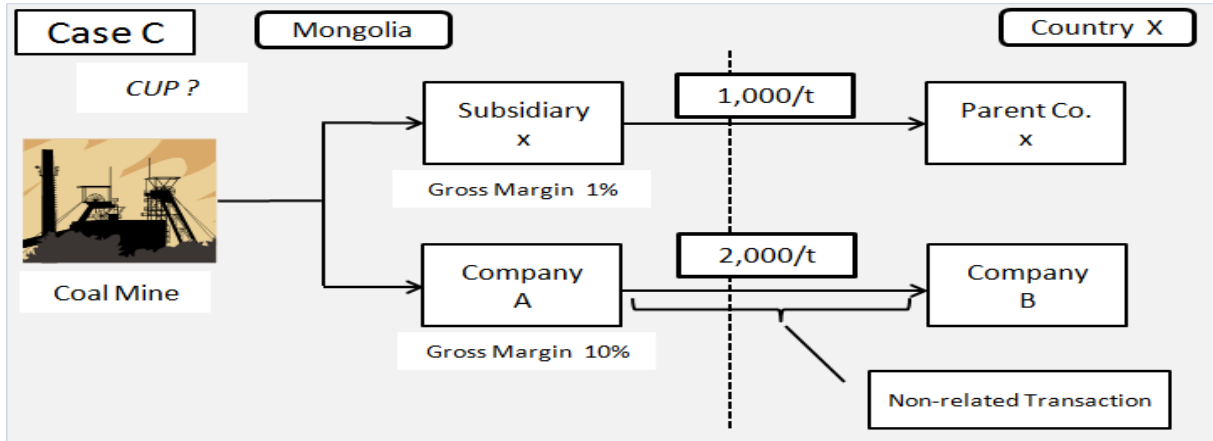 Case C
Mongolia
Country X
CUP ?
Subsidiary
x
1,000/t
Parent Co.
x
Gross Margin 1%
Coal Mine
Company
A
2,000/t
Company
B
Gross Margin 10%
Non-related Transaction